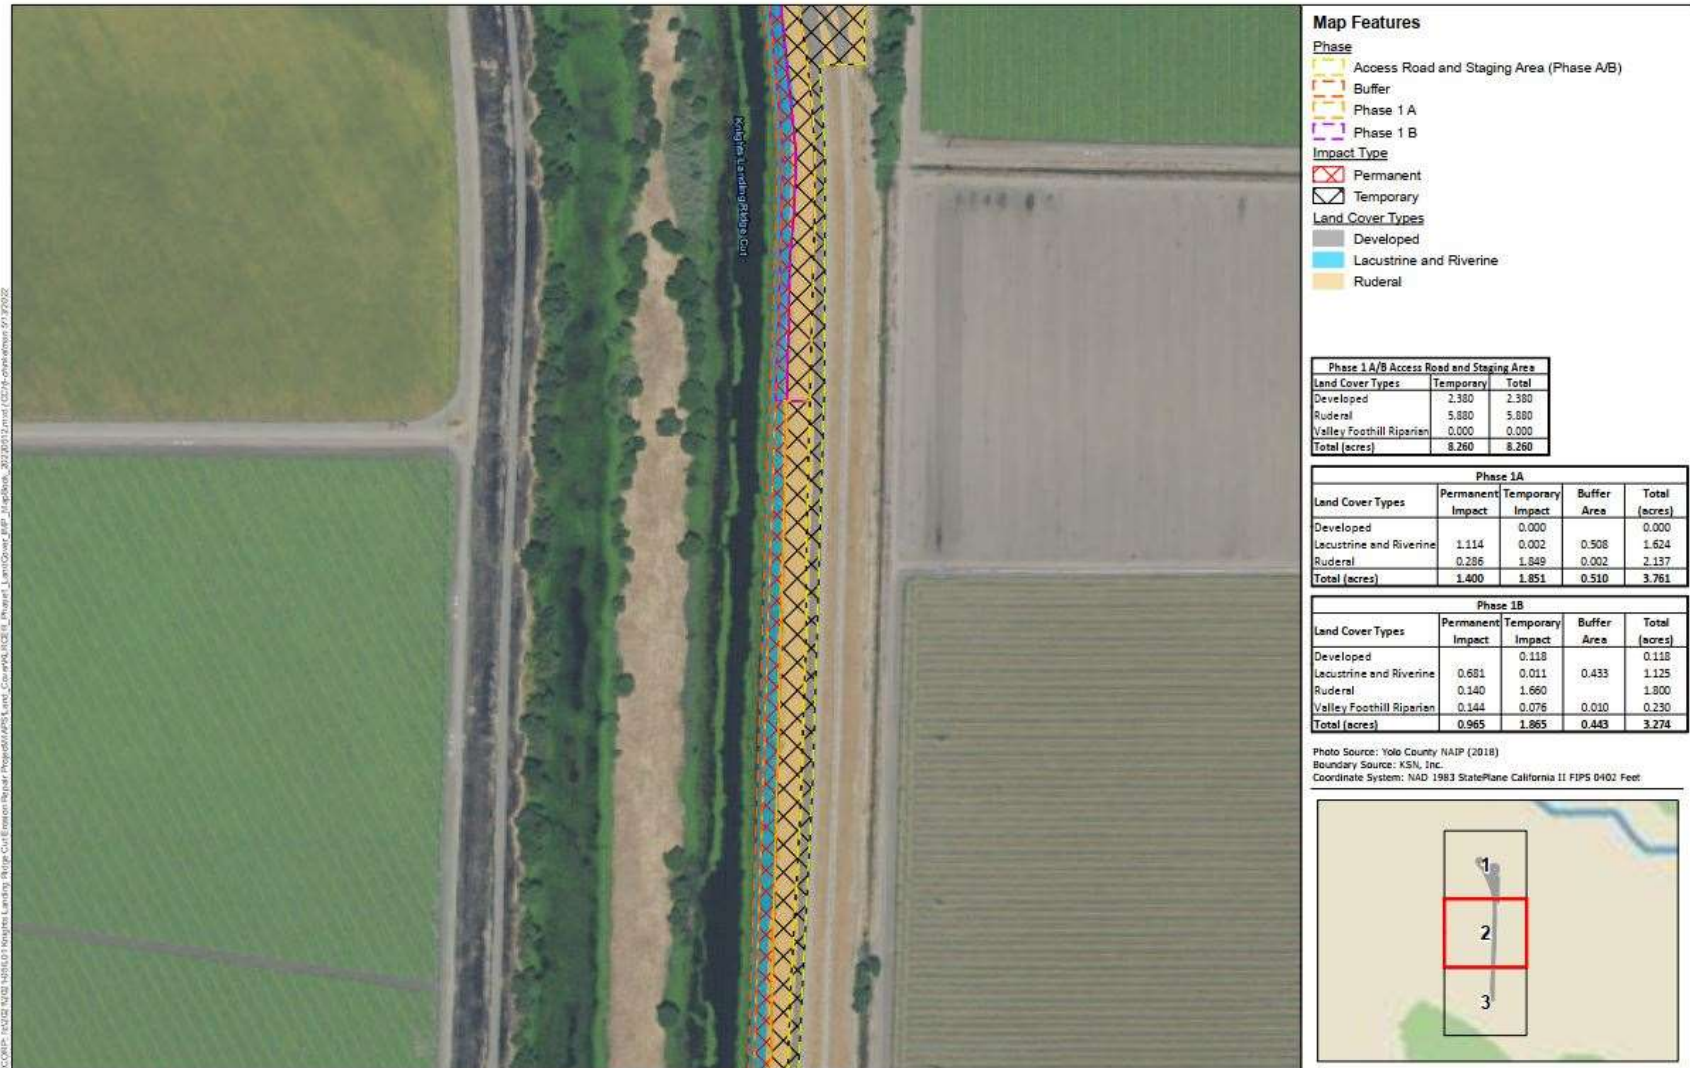 Knights Landing Ridge Cut
Map Features
Phase
Access Road and Staging Area (Phase A/B)
Buffer
Phase 1 A
Phase 1 B
Impact Type
Permanent
Temporary
Land Cover Types
Developed
Lacustrine and Riverine
Ruderal
Phase 1 A/B Access Road and Staging Area
Land Cover Types Temporary Total
Developed 2.380 2.380
Ruderal 5.880 5.880
Valley Foothill Riparian 0.000 0.000
Total (acres) 8.260 8.260
Phase 1A
Land Cover Types Permanent Impact Temporary Impact Buffer Area Total (acres)
Developed 0.000 0.000
Lacustrine and Riverine 1.114 0.002 0.508 1.624
Ruderal 0.286 1.849 0.002 2.137
Total (acres) 1.400 1.851 0.510 3.761
Phase 1B
Land Cover Types Permanent Impact Temporary Impact Buffer Area Total (acres)
Developed 0.118 0.118
Lacustrine and Riverine 0.681 0.011 0.433 1.125
Ruderal 0.140 1.660 1.800
Valley Foothill Riparian 0.144 0.076 0.010 0.230
Total (acres) 0.965 1.865 0.443 3.274
Photo Source: Yolo County NAIP (2018)
Boundary Source: KSN, Inc.
Coordinate System: NAD 1983 StatePlane California II FIPS 0402 Feet
1
2
3